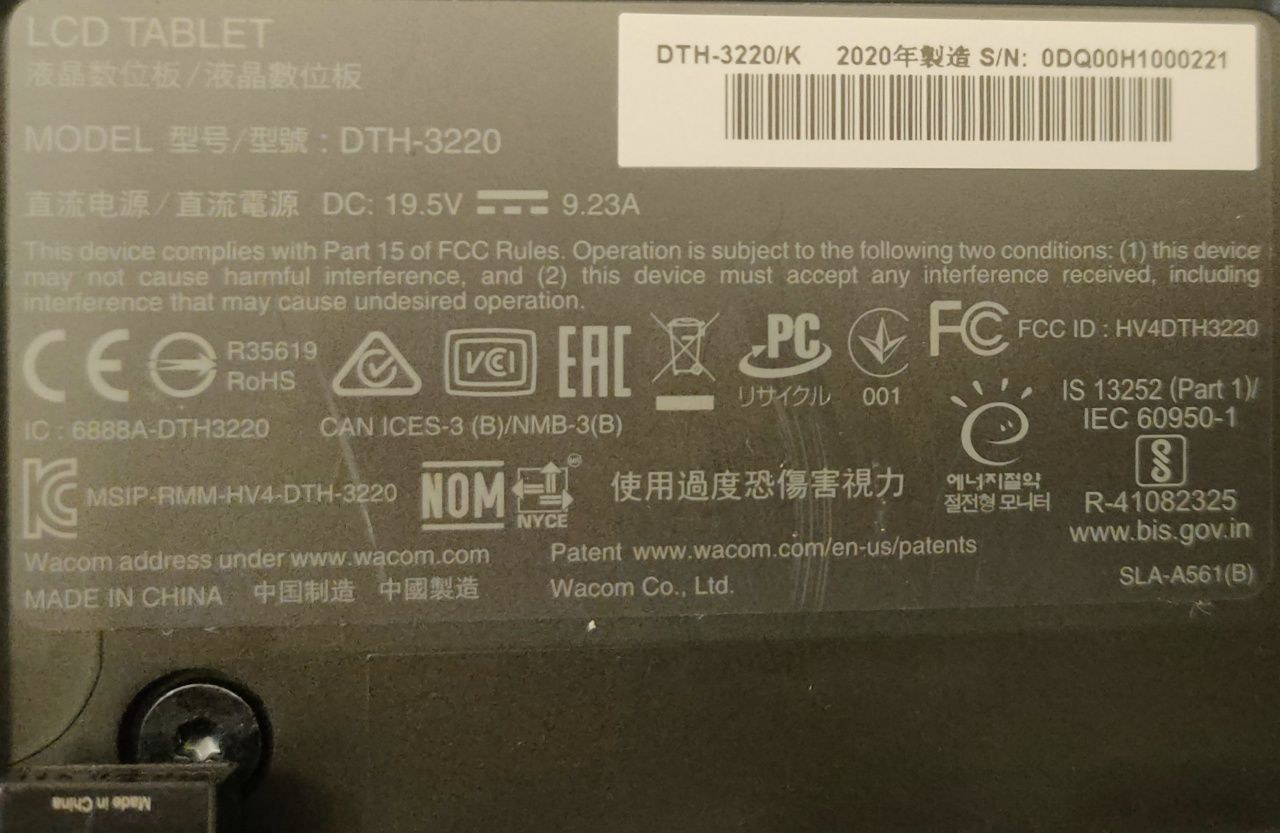 LCD TABLET
液晶数位板/液晶數位板
MODEL 型号/型號 : DTH-3220
DTH-3220/K 2020年製造 S/N: 0DQ00H1000221
直流电源/直流電源 DC: 19.5V 9.23A
This device complies with Part 15 of FCC Rules. Operation is subject to the following two conditions: (1) this device
may not cause harmful interference, and (2) this device must accept any interference received, including
interference that may cause undesired operation.
CE
R35619
RoHS
VCCI
EAC
PC
リサイクル
001
FC FCC ID : HV4DTH3220
IC : 6888A-DTH3220 CAN ICES-3 (B)/NMB-3(B)
IS 13252 (Part 1)/
IEC 60950-1
R-41082325
www.bis.gov.in
MSIP-RMM-HV4-DTH-3220
NOM
NYCE
使用過度恐傷害視力
에너지절약
절전형 모니터
Wacom address under www.wacom.com Patent www.wacom.com/en-us/patents
MADE IN CHINA 中国制造 中國製造 Wacom Co., Ltd.
SLA-A561(B)
Made in China